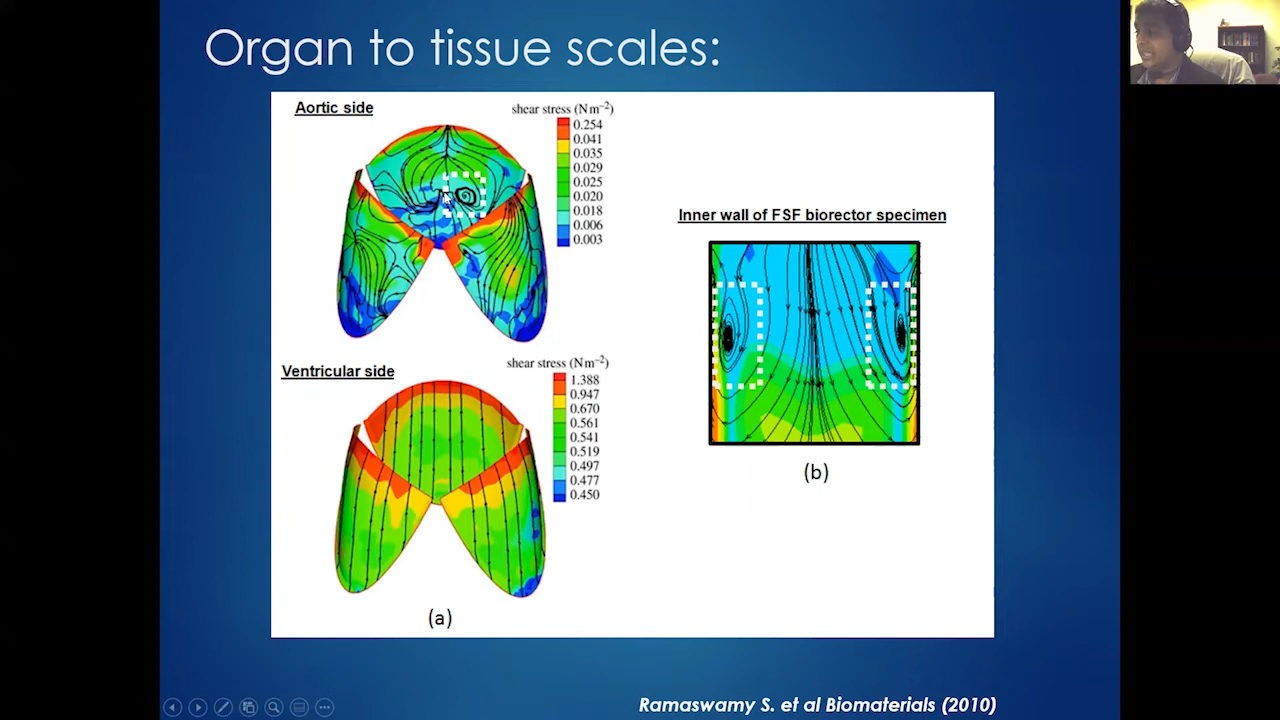 Organ to tissue scales:
Aortic side
shear stress (Nm⁻²)
0.254
0.041
0.035
0.029
0.025
0.020
0.018
0.006
0.003
Ventricular side
shear stress (Nm⁻²)
1.388
0.947
0.670
0.561
0.541
0.519
0.497
0.477
0.450
(a)
Inner wall of FSF biorector specimen
(b)
Ramaswamy S. et al Biomaterials (2010)